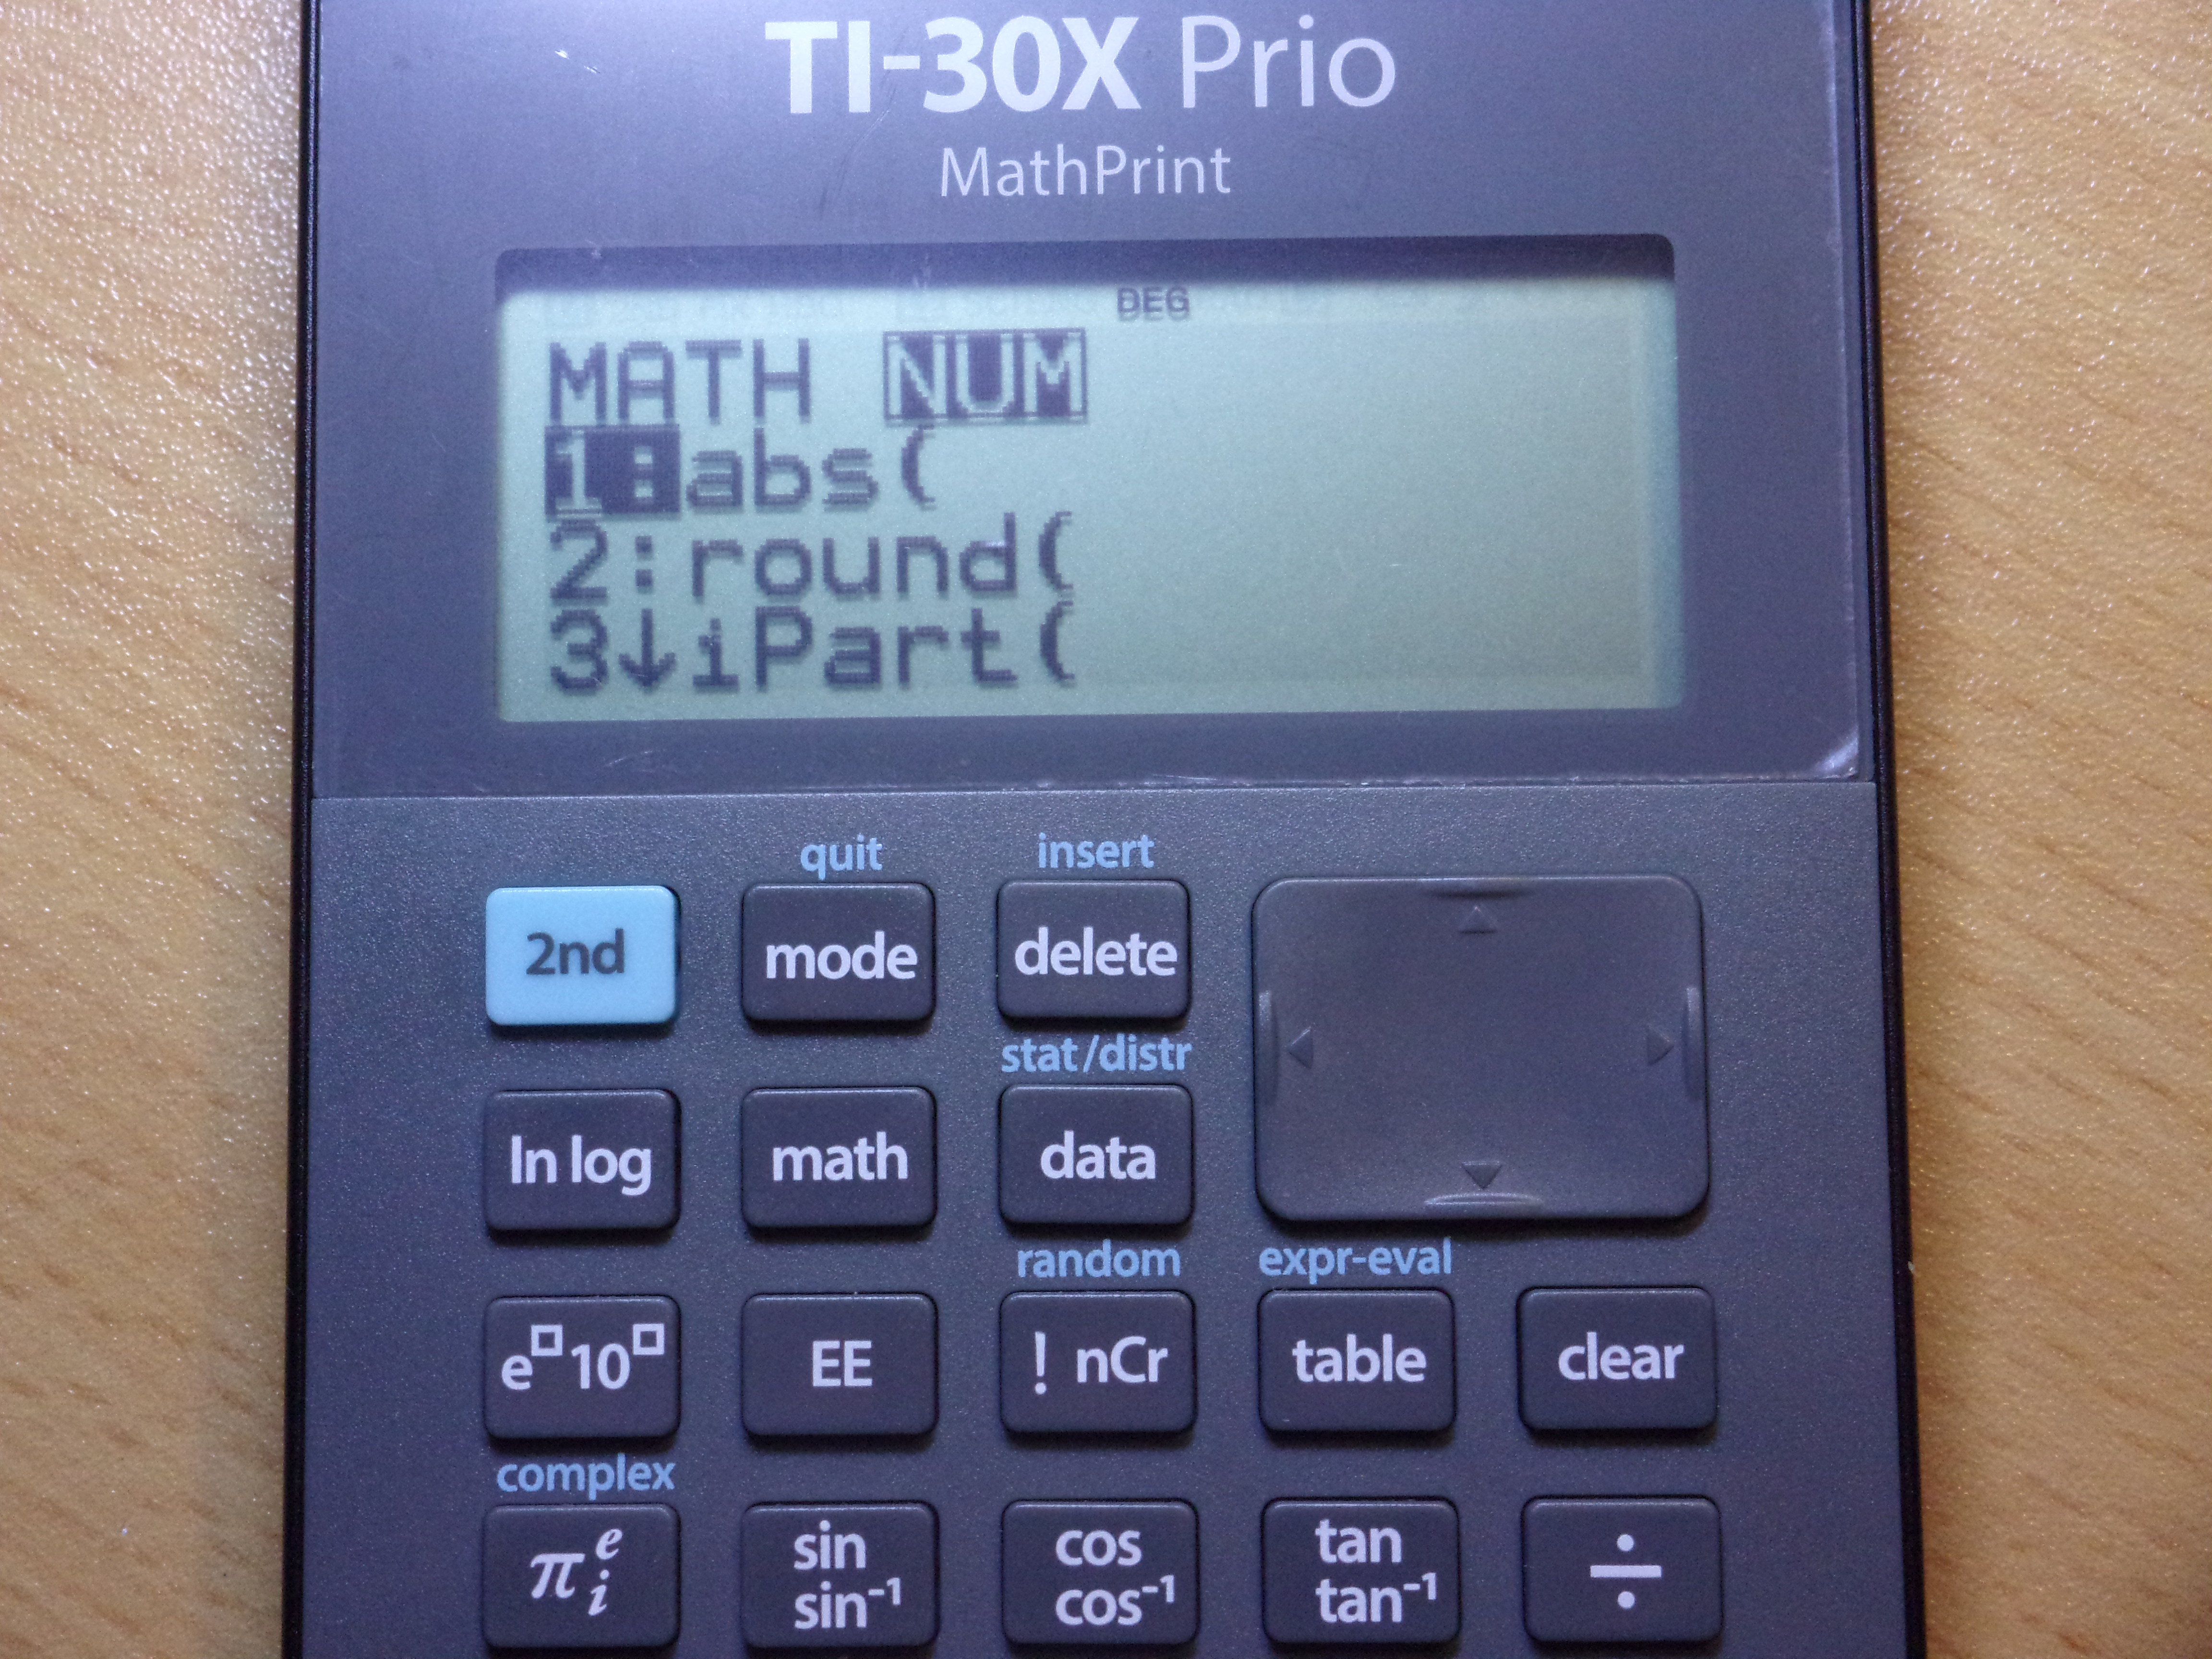 TI-30X Prio
MathPrint
DEG
MATH NUM
1:abs(
2:round(
3↓iPart(
quit insert
2nd mode delete
stat/distr
ln log math data
random expr-eval
e□ 10□ EE ! nCr table clear
complex
π e i sin sin⁻¹ cos cos⁻¹ tan tan⁻¹ ÷